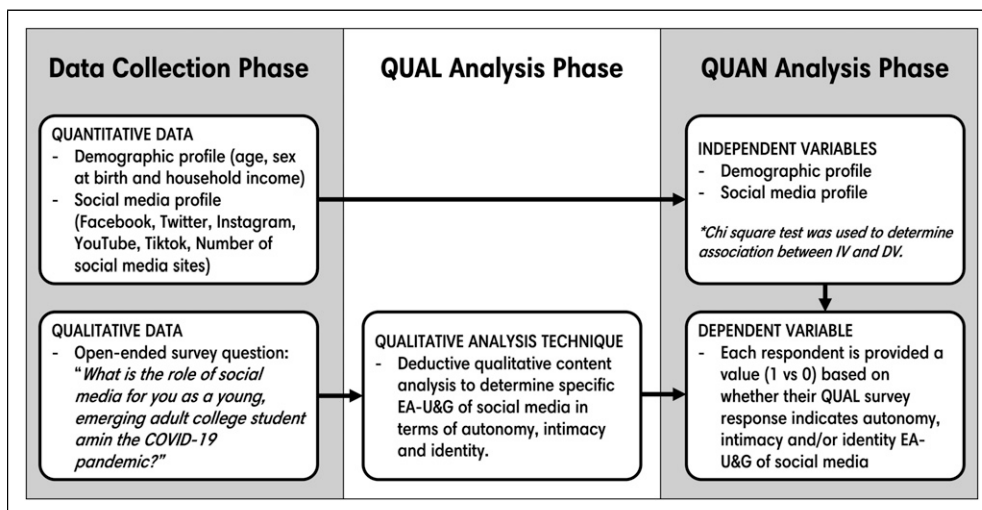 Data Collection Phase
QUANTITATIVE DATA
- Demographic profile (age, sex
at birth and household income)
- Social media profile
(Facebook, Twitter, Instagram,
YouTube, Tiktok, Number of
social media sites)
QUALITATIVE DATA
- Open-ended survey question:
"What is the role of social
media for you as a young,
emerging adult college student
amin the COVID-19
pandemic?"
QUAL Analysis Phase
QUALITATIVE ANALYSIS TECHNIQUE
- Deductive qualitative content
analysis to determine specific
EA-U&G of social media in
terms of autonomy, intimacy
and identity.
QUAN Analysis Phase
INDEPENDENT VARIABLES
- Demographic profile
- Social media profile
*Chi square test was used to determine
association between IV and DV.
DEPENDENT VARIABLE
- Each respondent is provided a
value (1 vs 0) based on
whether their QUAL survey
response indicates autonomy,
intimacy and/or identity EA-
U&G of social media